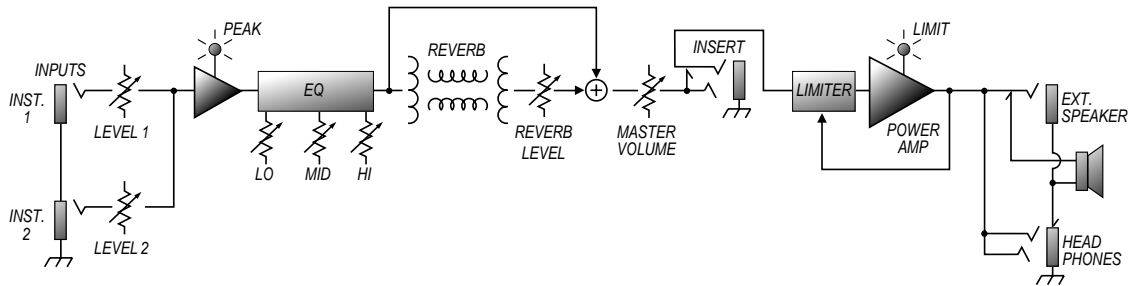 PEAK
INPUTS
INST.
1
LEVEL 1
INST.
2
LEVEL 2
EQ
LO
MID
HI
REVERB
REVERB
LEVEL
MASTER
VOLUME
INSERT
LIMITER
LIMIT
POWER
AMP
EXT.
SPEAKER
HEAD
PHONES